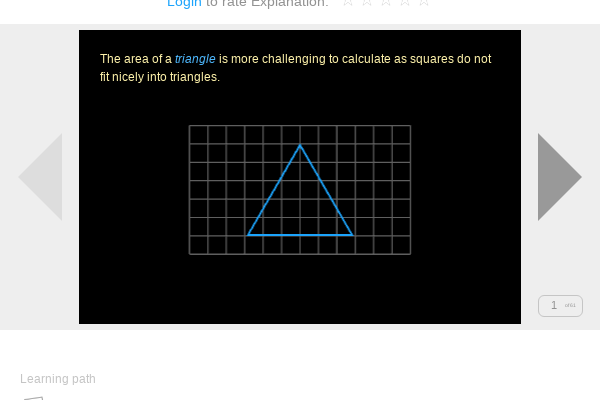 Login to rate Explanation:
The area of a triangle is more challenging to calculate as squares do not
fit nicely into triangles.
1
Learning path